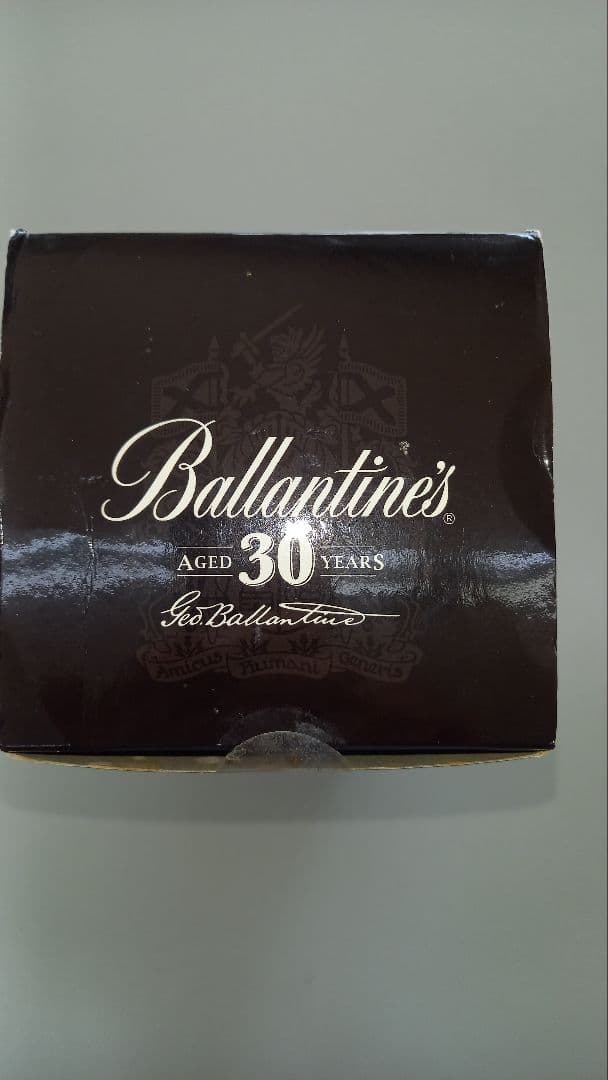 Ballantine's®
AGED 30 YEARS
Geo. Ballantine
Amicus Humani Generis